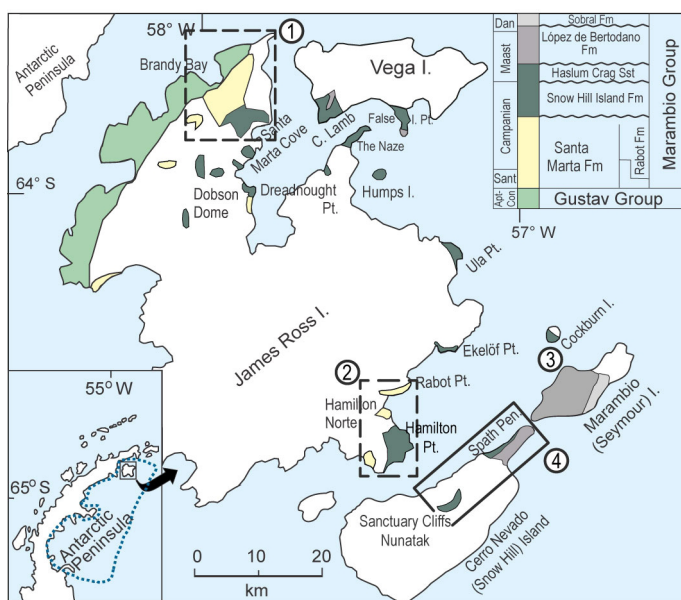 58° W
1
Antarctic
Peninsula
Brandy Bay
Vega I.
Santa
Marta Cove
C. Lamb
False I. Pt.
The Naze
64° S
Dobson
Dome
Dreadnought
Pt.
Humps I.
57° W
Ula Pt.
James Ross I.
Ekelöf Pt.
Cockburn I.
2
3
Rabot Pt.
Hamilton
Norte
Hamilton
Pt.
Marambio
(Seymour) I.
Spath Pen.
4
Sanctuary Cliffs
Nunatak
Cerro Nevado
(Snow Hill) Island
55° W
65° S
Antarctic
Peninsula
0 10 20
km
Dan
Sobral Fm
Maast
López de Bertodano
Fm
Haslum Crag Sst
Campanian
Snow Hill Island Fm
Santa
Marta Fm
Rabot Fm
Sant
Apt-
Con
Gustav Group
Marambio Group